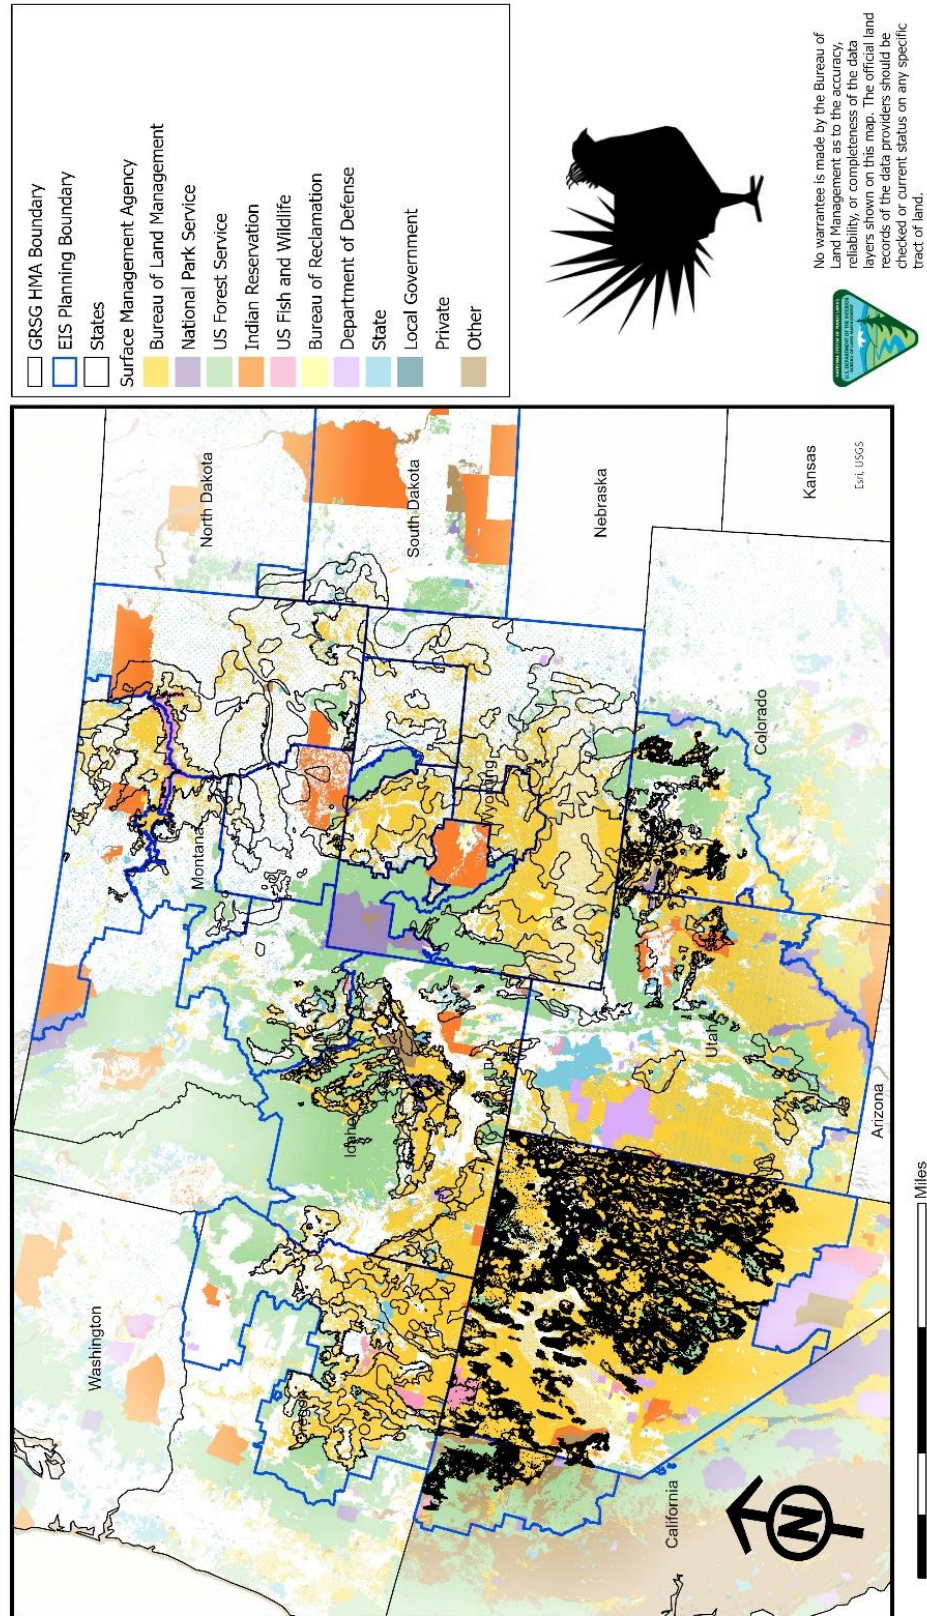 GRSG HMA Boundary
EIS Planning Boundary
States
Surface Management Agency
Bureau of Land Management
National Park Service
US Forest Service
Indian Reservation
US Fish and Wildlife
Bureau of Reclamation
Department of Defense
State
Local Government
Private
Other
No warrantee is made by the Bureau of
Land Management as to the accuracy,
reliability, or completeness of the data
layers shown on this map. The official land
records of the data providers should be
checked or current status on any specific
tract of land.
Washington
Montana
North Dakota
South Dakota
Oregon
Idaho
Wyoming
Nebraska
Utah
Colorado
Kansas
California
Arizona
Esri, USGS
N
Miles